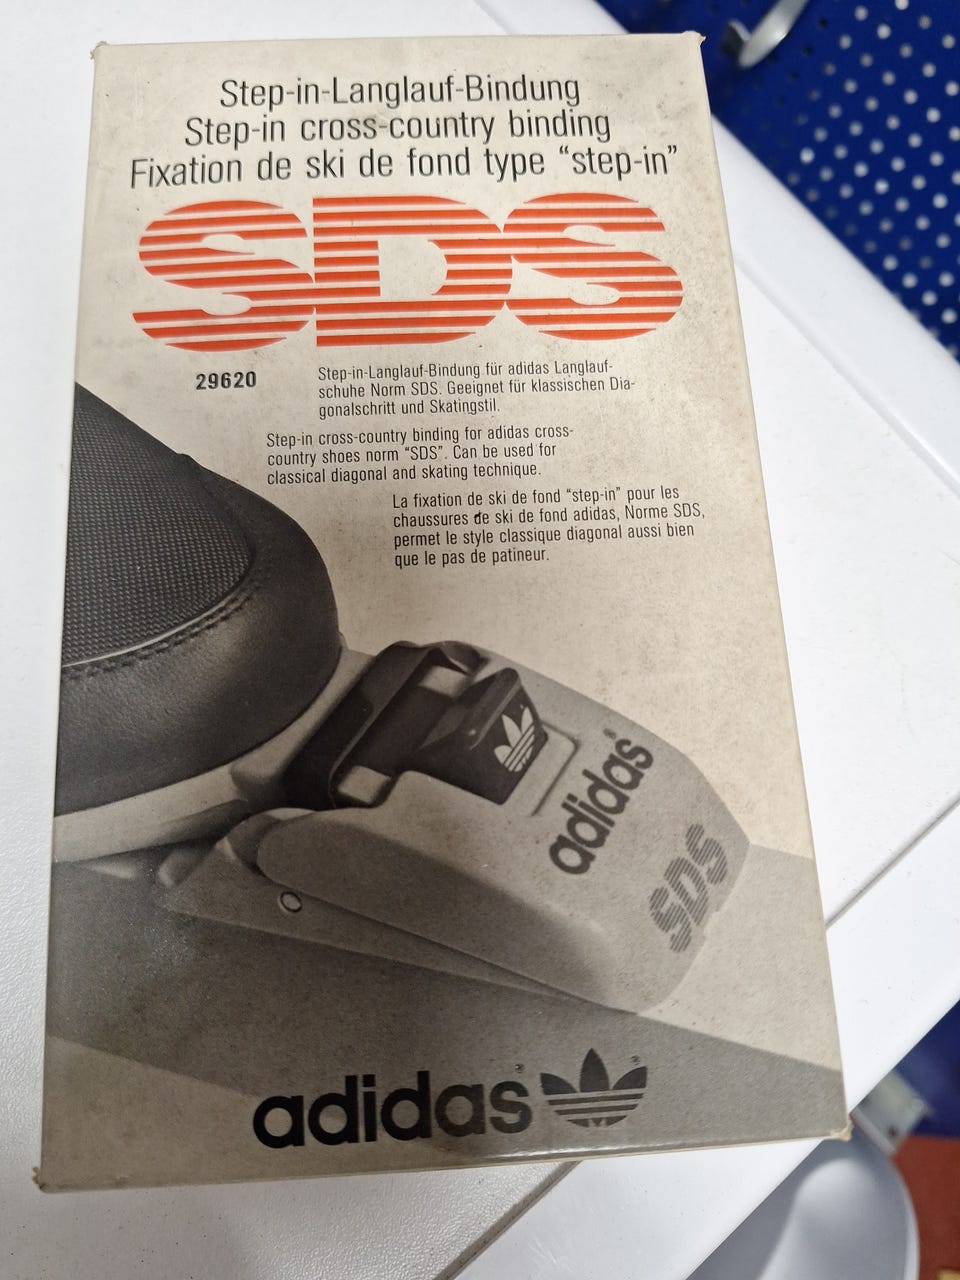 Step-in-Langlauf-Bindung
Step-in cross-country binding
Fixation de ski de fond type “step-in”
SDS
29620
Step-in-Langlauf-Bindung für adidas Langlauf-
schuhe Norm SDS. Geeignet für klassischen Dia-
gonalschritt und Skatingstil.
Step-in cross-country binding for adidas cross-
country shoes norm “SDS”. Can be used for
classical diagonal and skating technique.
La fixation de ski de fond “step-in” pour les
chaussures de ski de fond adidas, Norme SDS,
permet le style classique diagonal aussi bien
que le pas de patineur.
adidas®
SDS
adidas® ®